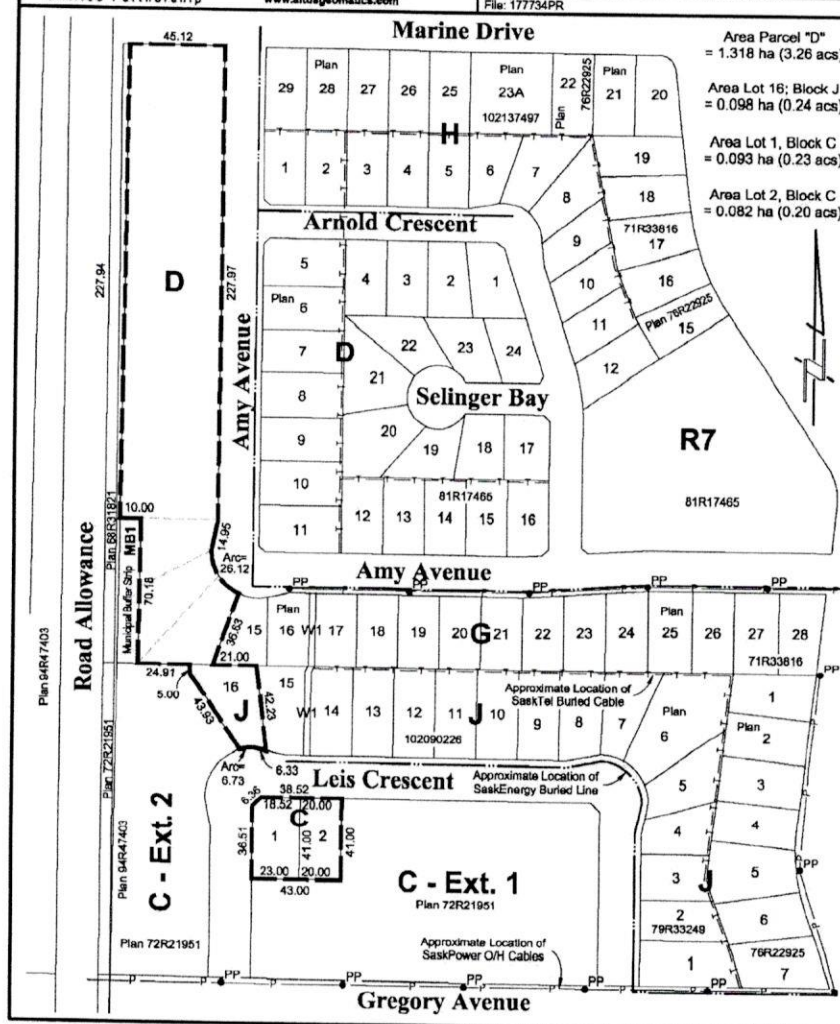 www.altusgeomatics.com
File: 177734PR
Marine Drive
Area Parcel "D"
= 1.318 ha (3.26 acs)
Area Lot 16; Block J
= 0.098 ha (0.24 acs)
Area Lot 1, Block C
= 0.093 ha (0.23 acs)
Area Lot 2, Block C
= 0.082 ha (0.20 acs)
45.12
29
Plan
28
27
26
25
Plan
23A
102137497
22
Plan
76R22925
Plan
21
20
H
1
2
3
4
5
6
7
8
9
10
11
12
19
18
71R33816
17
16
Plan 76R22925
15
Arnold Crescent
227.94
D
227.97
Amy Avenue
5
Plan
6
7
8
9
10
11
4
3
2
1
D
22
23
24
21
Selinger Bay
20
19
18
17
81R17465
12
13
14
15
16
R7
81R17465
10.00
Plan 68R31821
MB1
Municipal Buffer Strip
70.18
14.95
Arc=
26.12
Amy Avenue
PP
PP
PP
PP
PP
Road Allowance
Plan 94R47403
36.63
15
Plan
16
W1
17
18
19
20
G
21
22
23
24
Plan
25
26
27
28
71R33816
PP
21.00
24.91
5.00
43.93
16
J
42.23
15
W1
14
13
12
11
J
10
9
8
7
102090226
Approximate Location of
SaskTel Buried Cable
Plan
6
5
4
3
J
2
79R33249
1
1
Plan
2
3
4
5
PP
6
76R22925
7
Arc=
6.73
6.33
Leis Crescent
Approximate Location of
SaskEnergy Buried Line
Plan 72R21951
Plan 94R47403
C - Ext. 2
Plan 72R21951
6.36
38.52
18.52
20.00
C
36.51
1
41.00
2
41.00
23.00
20.00
43.00
C - Ext. 1
Plan 72R21951
Approximate Location of
SaskPower O/H Cables
PP
PP
PP
PP
PP
Gregory Avenue